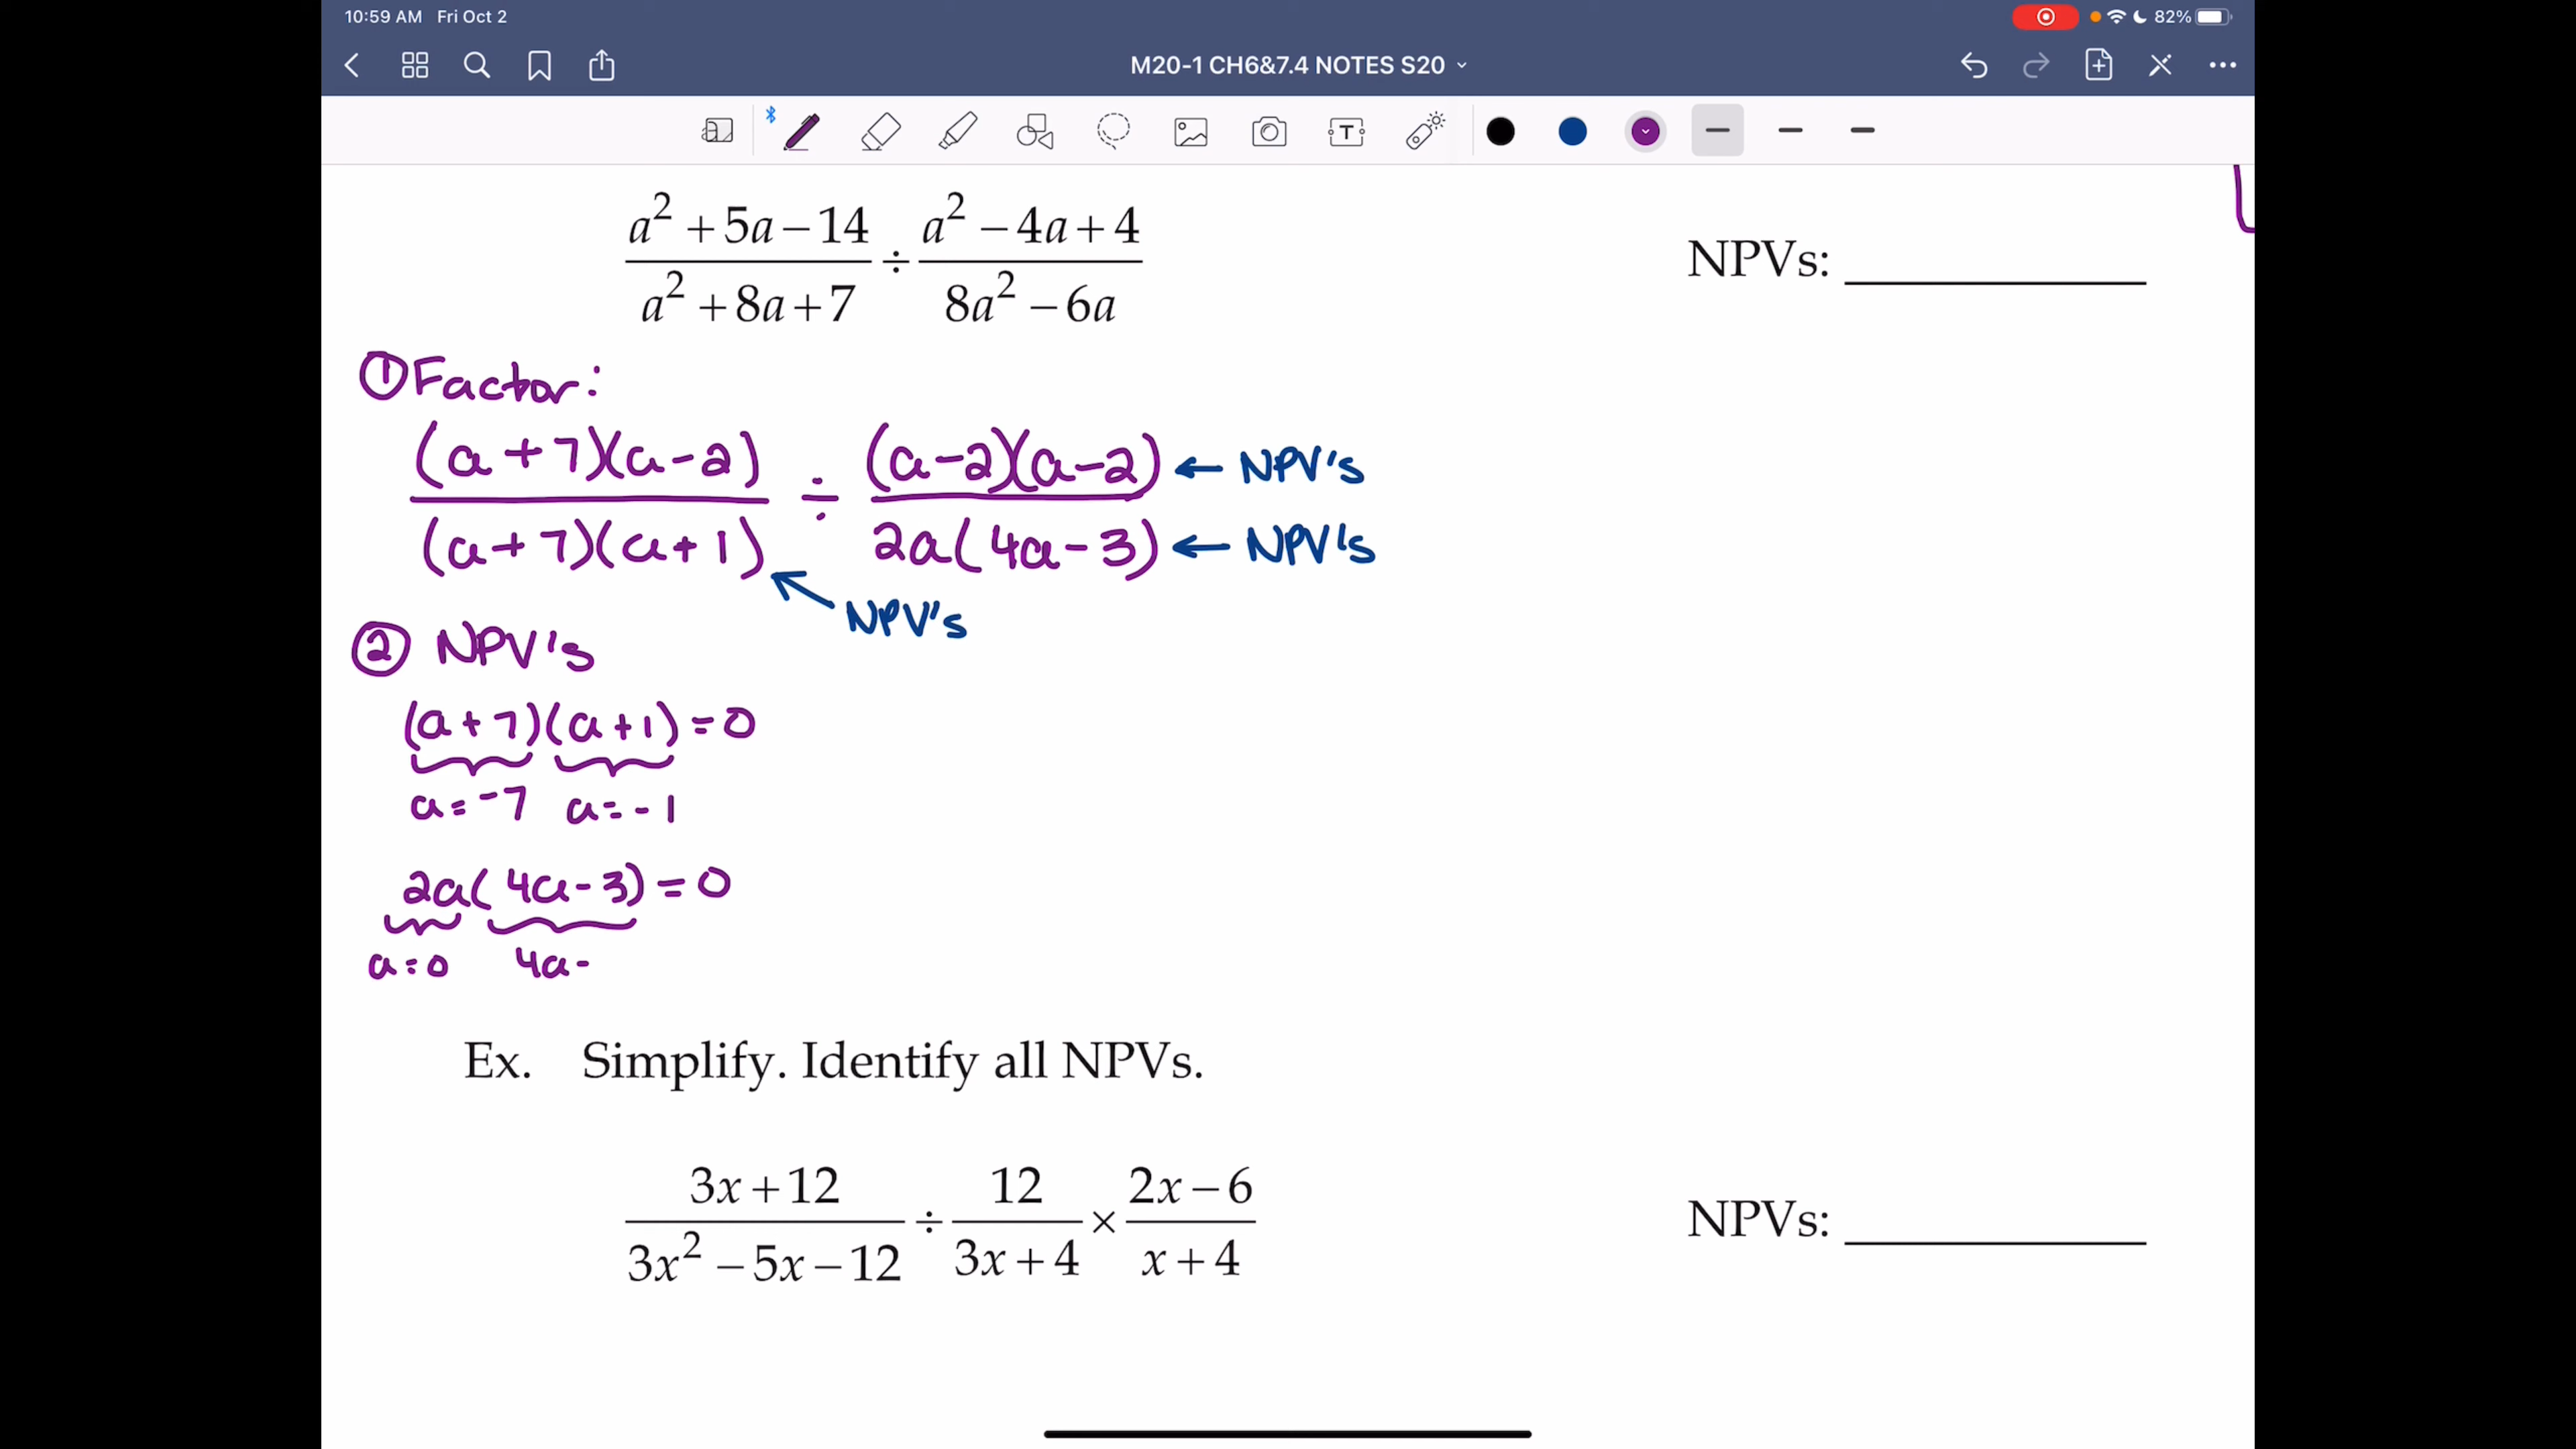 10:59 AM Fri Oct 2 82%
M20-1 CH6&7.4 NOTES S20
T
a² + 5a − 14 / a² + 8a + 7 ÷ a² − 4a + 4 / 8a² − 6a
NPVs: ____________
① Factor:
(a + 7)(a − 2) / (a + 7)(a + 1) ÷ (a − 2)(a − 2) / 2a(4a − 3)
← NPV's
← NPV's
NPV's
② NPV's
(a + 7)(a + 1) = 0
a = -7 a = -1
2a(4a − 3) = 0
a = 0 4a -
Ex. Simplify. Identify all NPVs.
3x + 12 / 3x² − 5x − 12 ÷ 12 / 3x + 4 × 2x − 6 / x + 4
NPVs: ____________